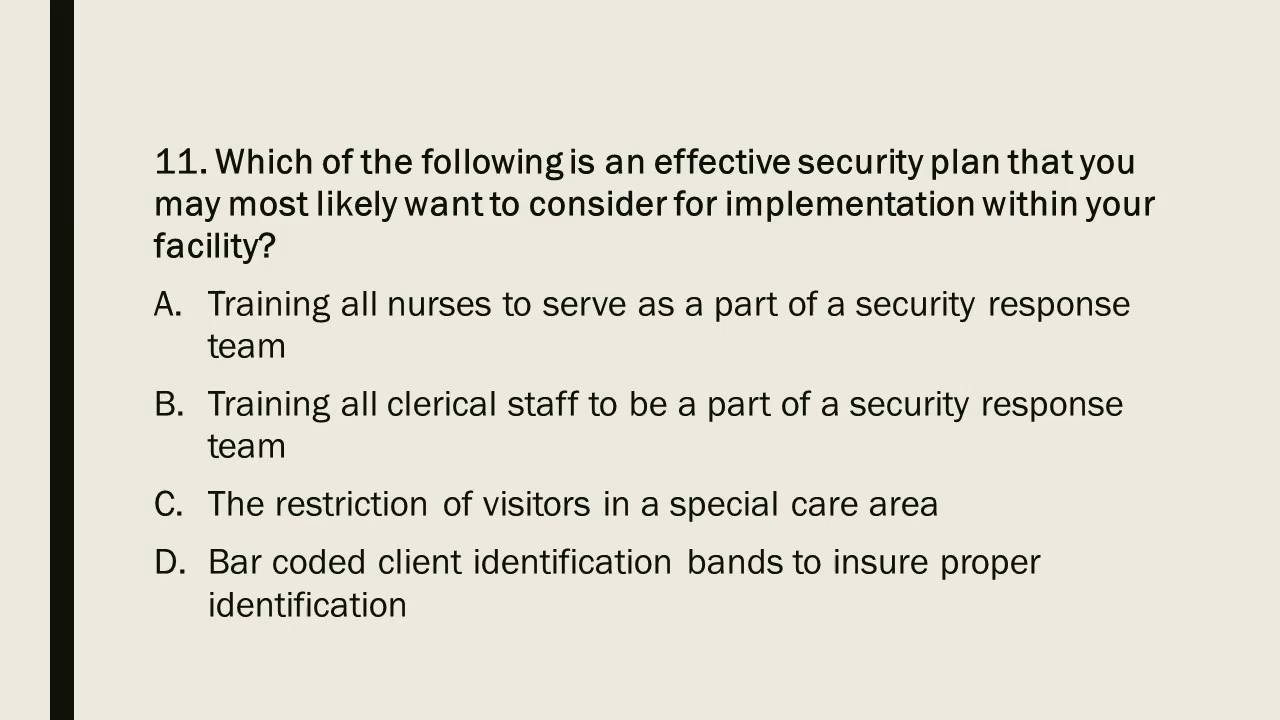 11. Which of the following is an effective security plan that you
may most likely want to consider for implementation within your
facility?
A. Training all nurses to serve as a part of a security response
team
B. Training all clerical staff to be a part of a security response
team
C. The restriction of visitors in a special care area
D. Bar coded client identification bands to insure proper
identification